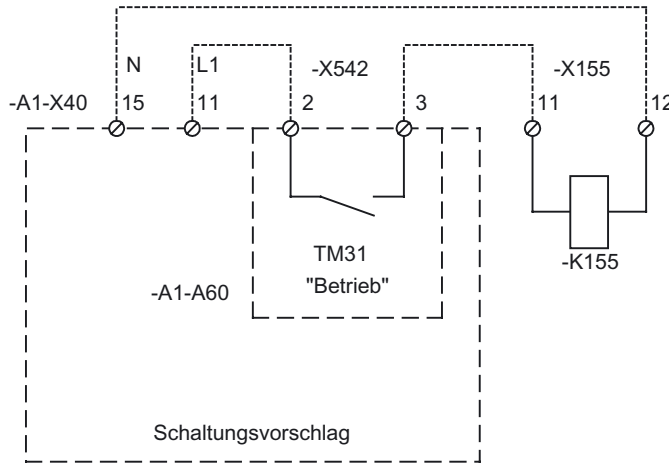 N L1 -X542 -X155
-A1-X40 15 11 2 3 11 12
TM31
"Betrieb"
-K155
-A1-A60
Schaltungsvorschlag